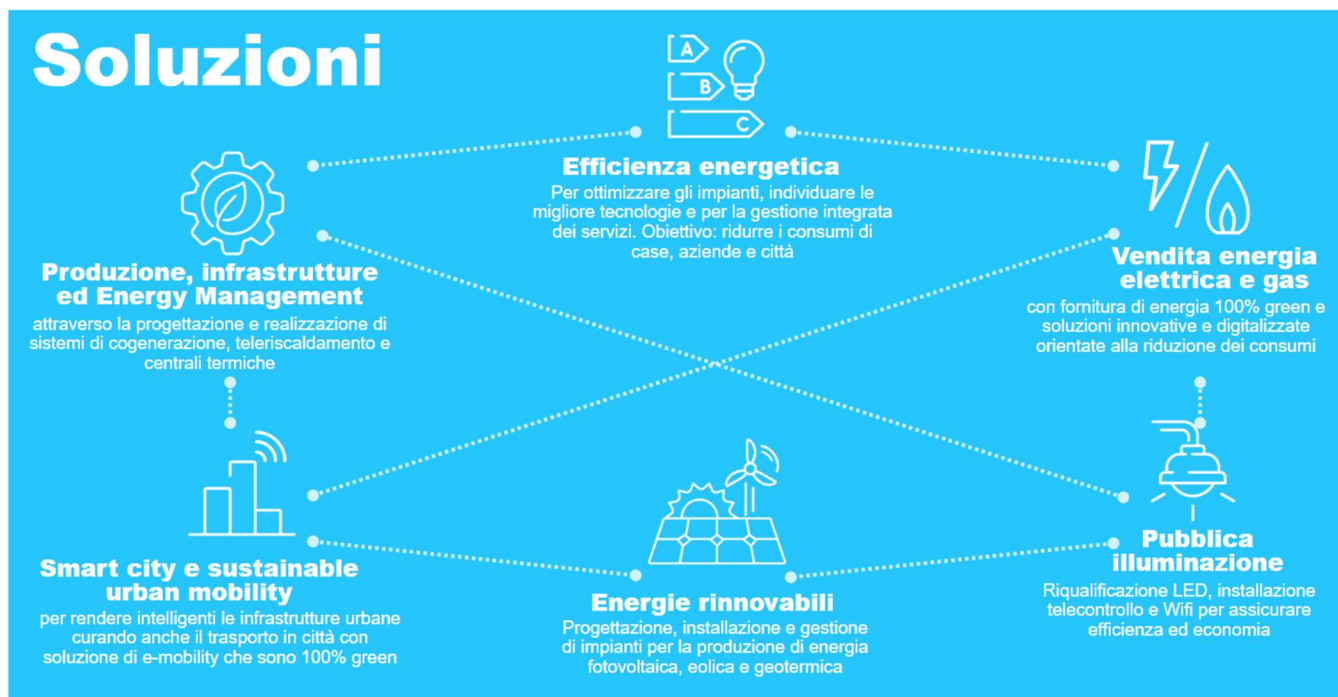 Soluzioni
A
B
C
Efficienza energetica
Per ottimizzare gli impianti, individuare le
migliore tecnologie e per la gestione integrata
dei servizi. Obiettivo: ridurre i consumi di
case, aziende e città
Produzione, infrastrutture
ed Energy Management
attraverso la progettazione e realizzazione di
sistemi di cogenerazione, teleriscaldamento e
centrali termiche
Vendita energia
elettrica e gas
con fornitura di energia 100% green e
soluzioni innovative e digitalizzate
orientate alla riduzione dei consumi
Smart city e sustainable
urban mobility
per rendere intelligenti le infrastrutture urbane
curando anche il trasporto in città con
soluzione di e-mobility che sono 100% green
Energie rinnovabili
Progettazione, installazione e gestione
di impianti per la produzione di energia
fotovoltaica, eolica e geotermica
Pubblica
illuminazione
Riqualificazione LED, installazione
telecontrollo e Wifi per assicurare
efficienza ed economia